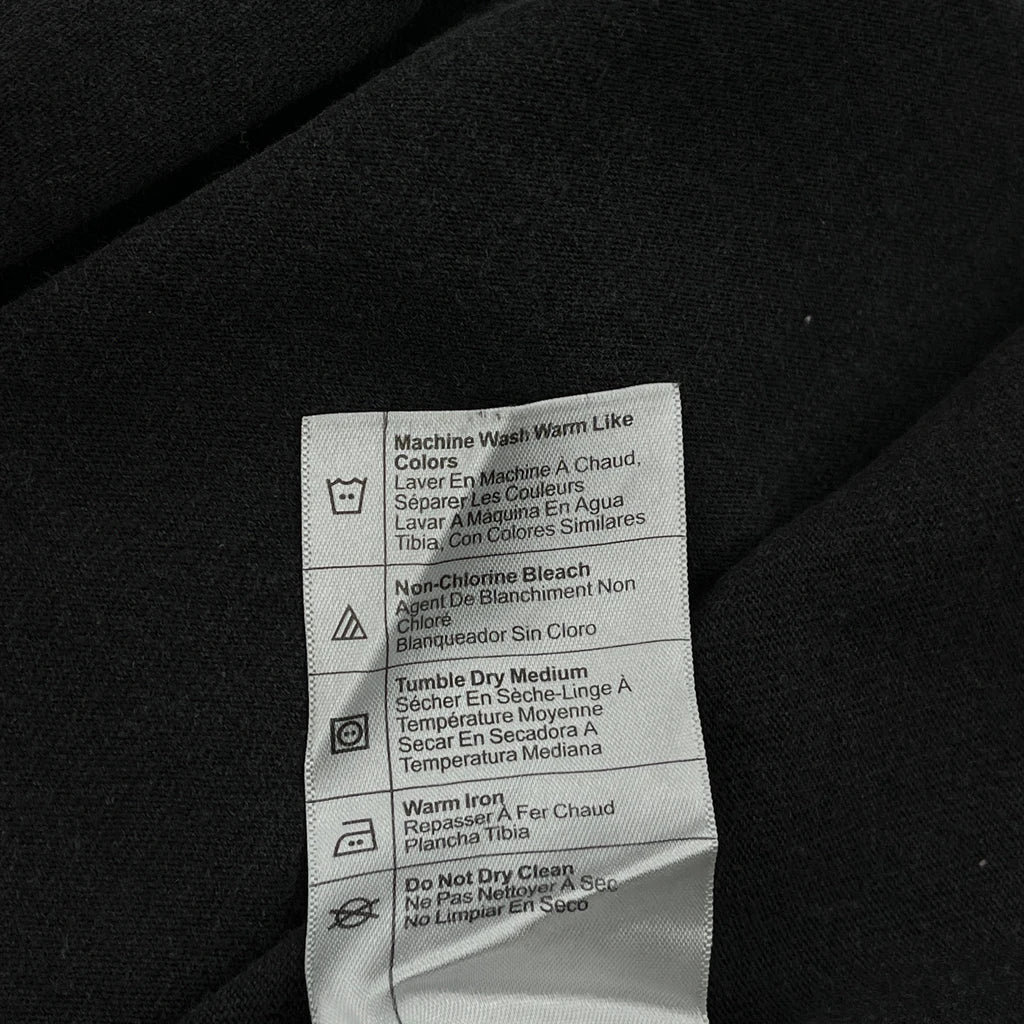 Machine Wash Warm Like
Colors
Laver En Machine À Chaud,
Séparer Les Couleurs
Lavar A Maquina En Agua
Tibia, Con Colores Similares
Non-Chlorine Bleach
Agent De Blanchiment Non
Chloré
Blanqueador Sin Cloro
Tumble Dry Medium
Sécher En Sèche-Linge À
Température Moyenne
Secar En Secadora A
Temperatura Mediana
Warm Iron
Repasser À Fer Chaud
Plancha Tibia
Do Not Dry Clean
Ne Pas Nettoyer A Sec
No Limpiar En Seco